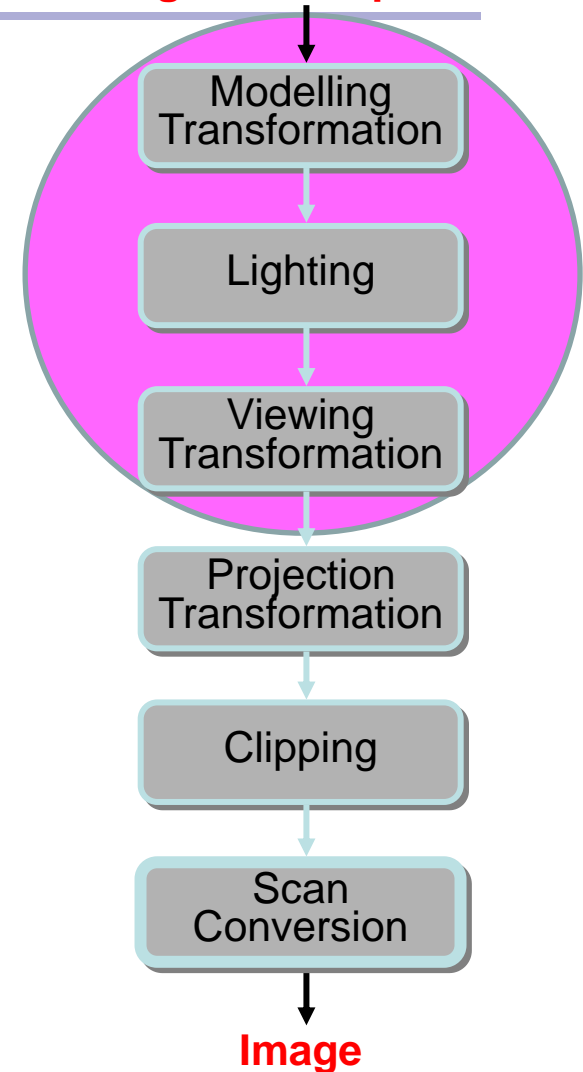 Modelling
Transformation
Lighting
Viewing
Transformation
Projection
Transformation
Clipping
Scan
Conversion
Image